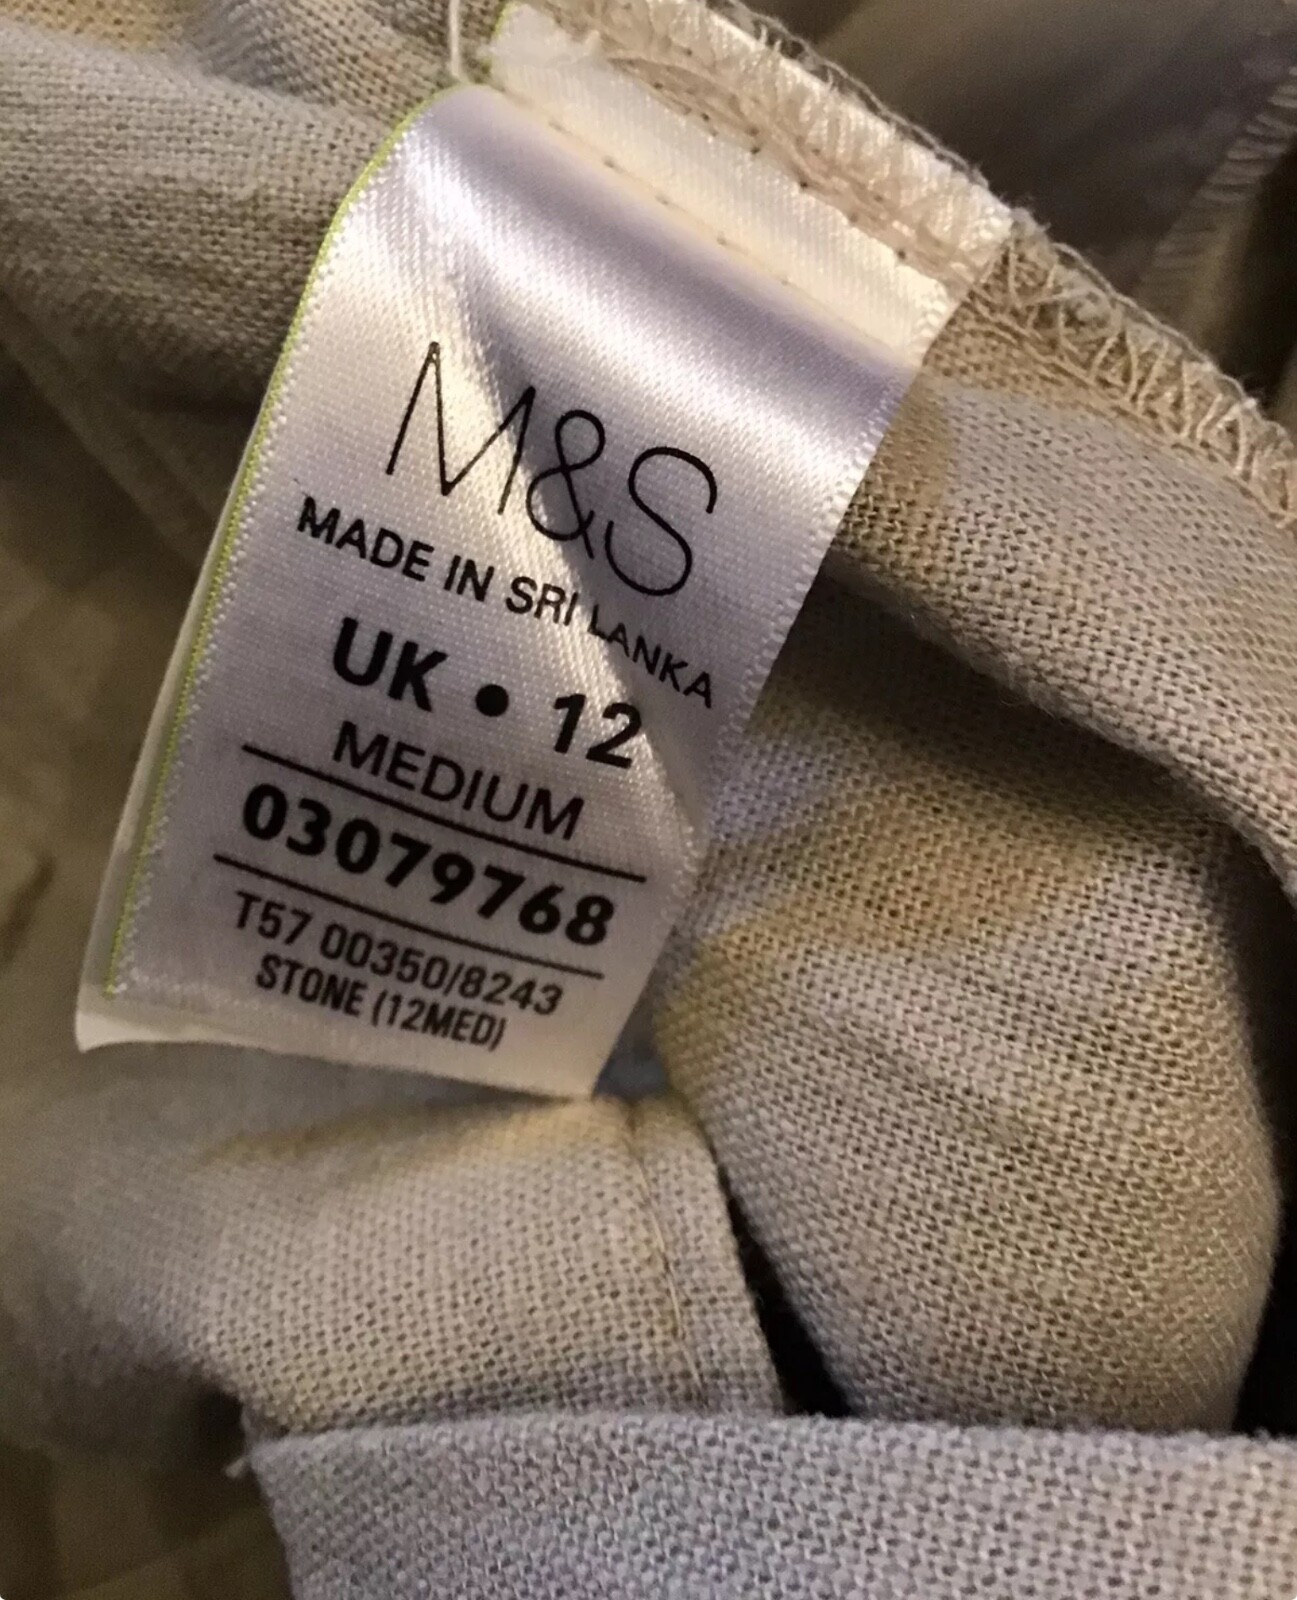 M&S
MADE IN SRI LANKA
UK • 12
MEDIUM
03079768
T57 00350/8243
STONE (12MED)